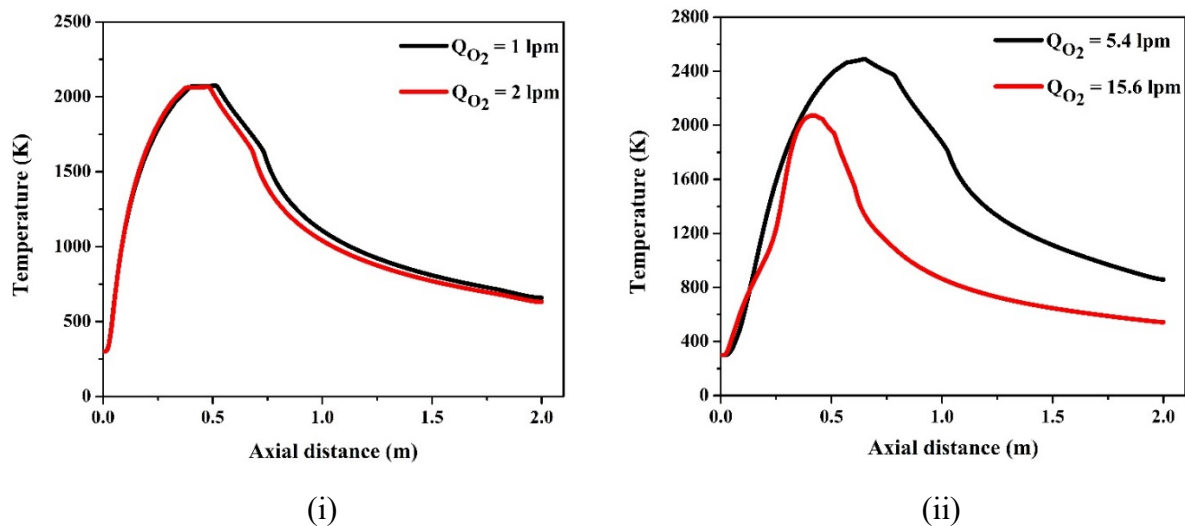 2500
2000
1500
1000
500
0
Temperature (K)
Q_O2 = 1 lpm
Q_O2 = 2 lpm
0.0 0.5 1.0 1.5 2.0
Axial distance (m)
(i)
2800
2400
2000
1600
1200
800
400
0
Temperature (K)
Q_O2 = 5.4 lpm
Q_O2 = 15.6 lpm
0.0 0.5 1.0 1.5 2.0
Axial distance (m)
(ii)